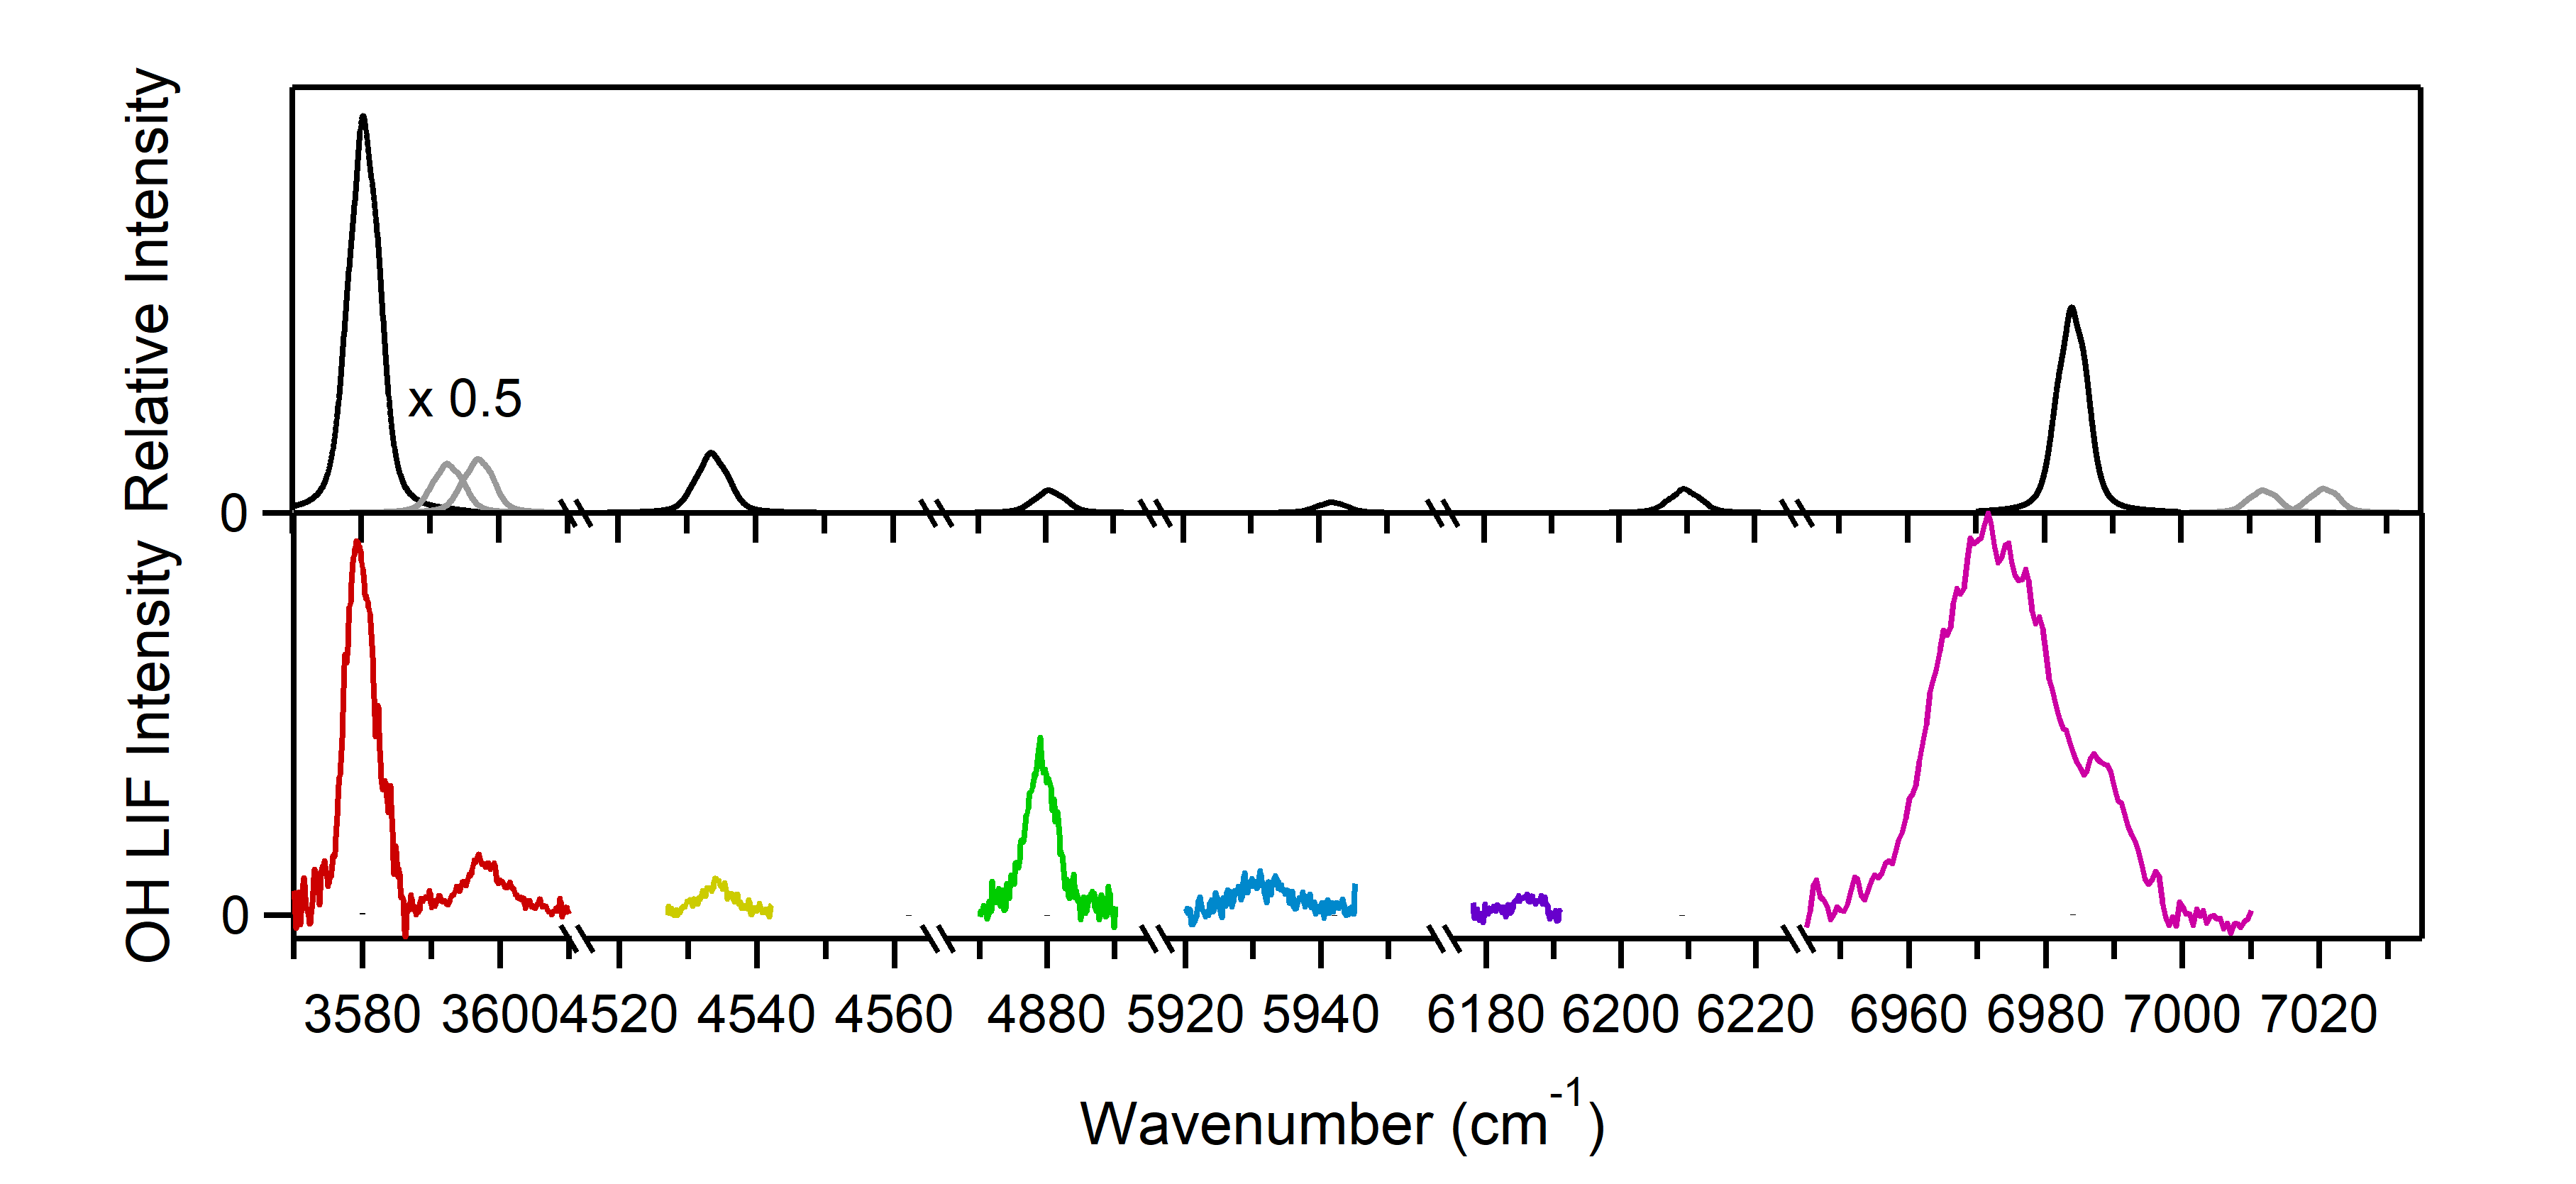 Relative Intensity
x 0.5
0
OH LIF Intensity
0
3580 3600 4520 4540 4560 4880 5920 5940 6180 6200 6220 6960 6980 7000 7020
Wavenumber (cm⁻¹)